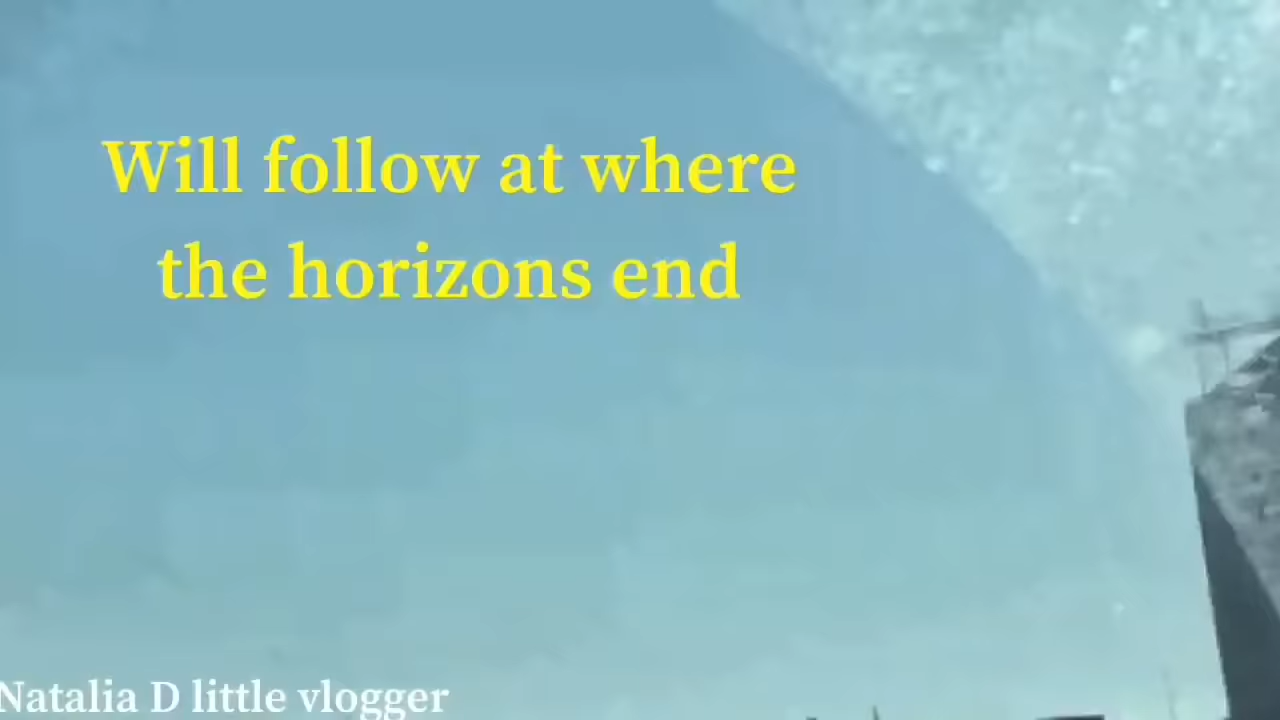 Will follow at where
the horizons end
Natalia D little vlogger